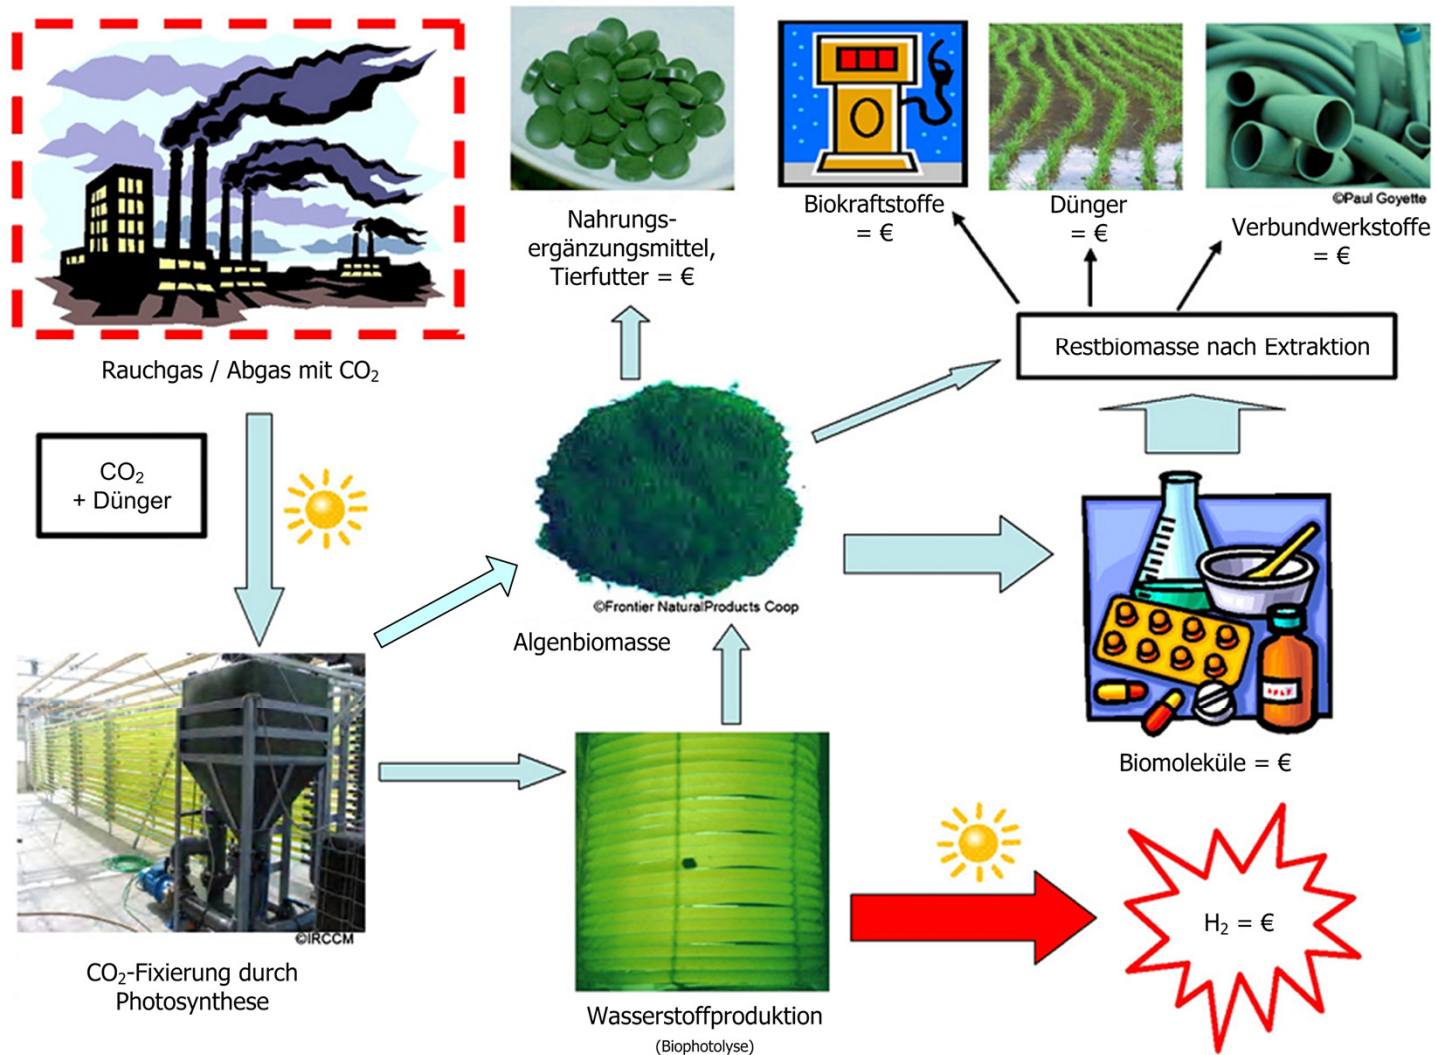 ©Paul Goyette
Nahrungs-
ergänzungsmittel,
Tierfutter = €
Biokraftstoffe
= €
Dünger
= €
Verbundwerkstoffe
= €
Rauchgas / Abgas mit CO₂
Restbiomasse nach Extraktion
CO₂
+ Dünger
©Frontier NaturalProducts Coop
Algenbiomasse
Biomoleküle = €
©IRCCM
CO₂-Fixierung durch
Photosynthese
H₂ = €
Wasserstoffproduktion
(Biophotolyse)